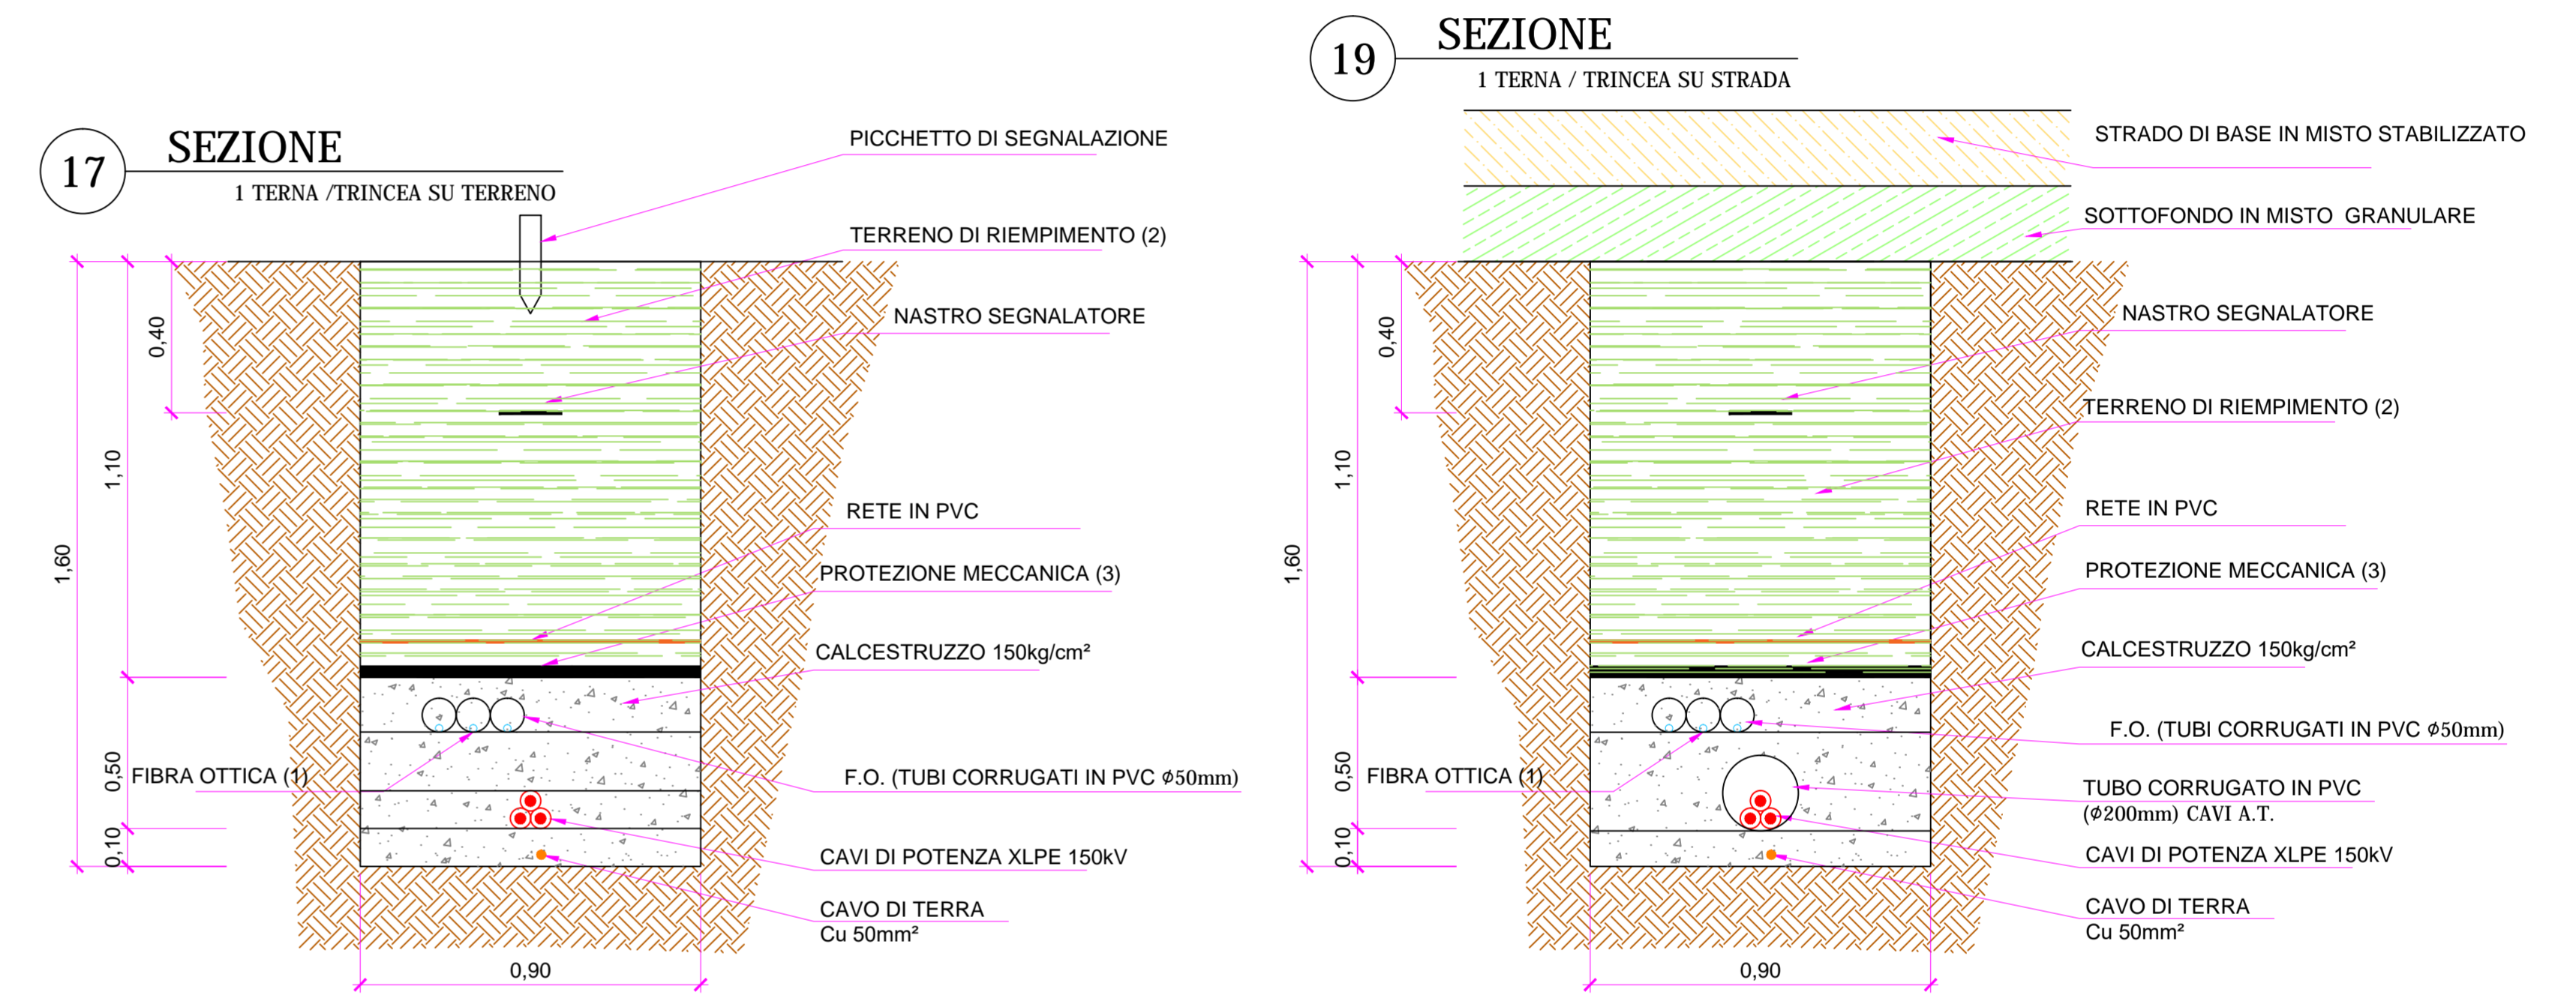 17
SEZIONE
1 TERNA /TRINCEA SU TERRENO
PICCHETTO DI SEGNALAZIONE
TERRENO DI RIEMPIMENTO (2)
NASTRO SEGNALATORE
RETE IN PVC
PROTEZIONE MECCANICA (3)
CALCESTRUZZO 150kg/cm²
F.O. (TUBI CORRUGATI IN PVC ϕ50mm)
FIBRA OTTICA (1)
CAVI DI POTENZA XLPE 150kV
CAVO DI TERRA
Cu 50mm²
0,40
1,10
1,60
0,50
0,10
0,90
19
SEZIONE
1 TERNA / TRINCEA SU STRADA
STRADO DI BASE IN MISTO STABILIZZATO
SOTTOFONDO IN MISTO GRANULARE
NASTRO SEGNALATORE
TERRENO DI RIEMPIMENTO (2)
RETE IN PVC
PROTEZIONE MECCANICA (3)
CALCESTRUZZO 150kg/cm²
F.O. (TUBI CORRUGATI IN PVC ϕ50mm)
FIBRA OTTICA (1)
TUBO CORRUGATO IN PVC
(ϕ200mm) CAVI A.T.
CAVI DI POTENZA XLPE 150kV
CAVO DI TERRA
Cu 50mm²
0,40
1,10
1,60
0,50
0,10
0,90